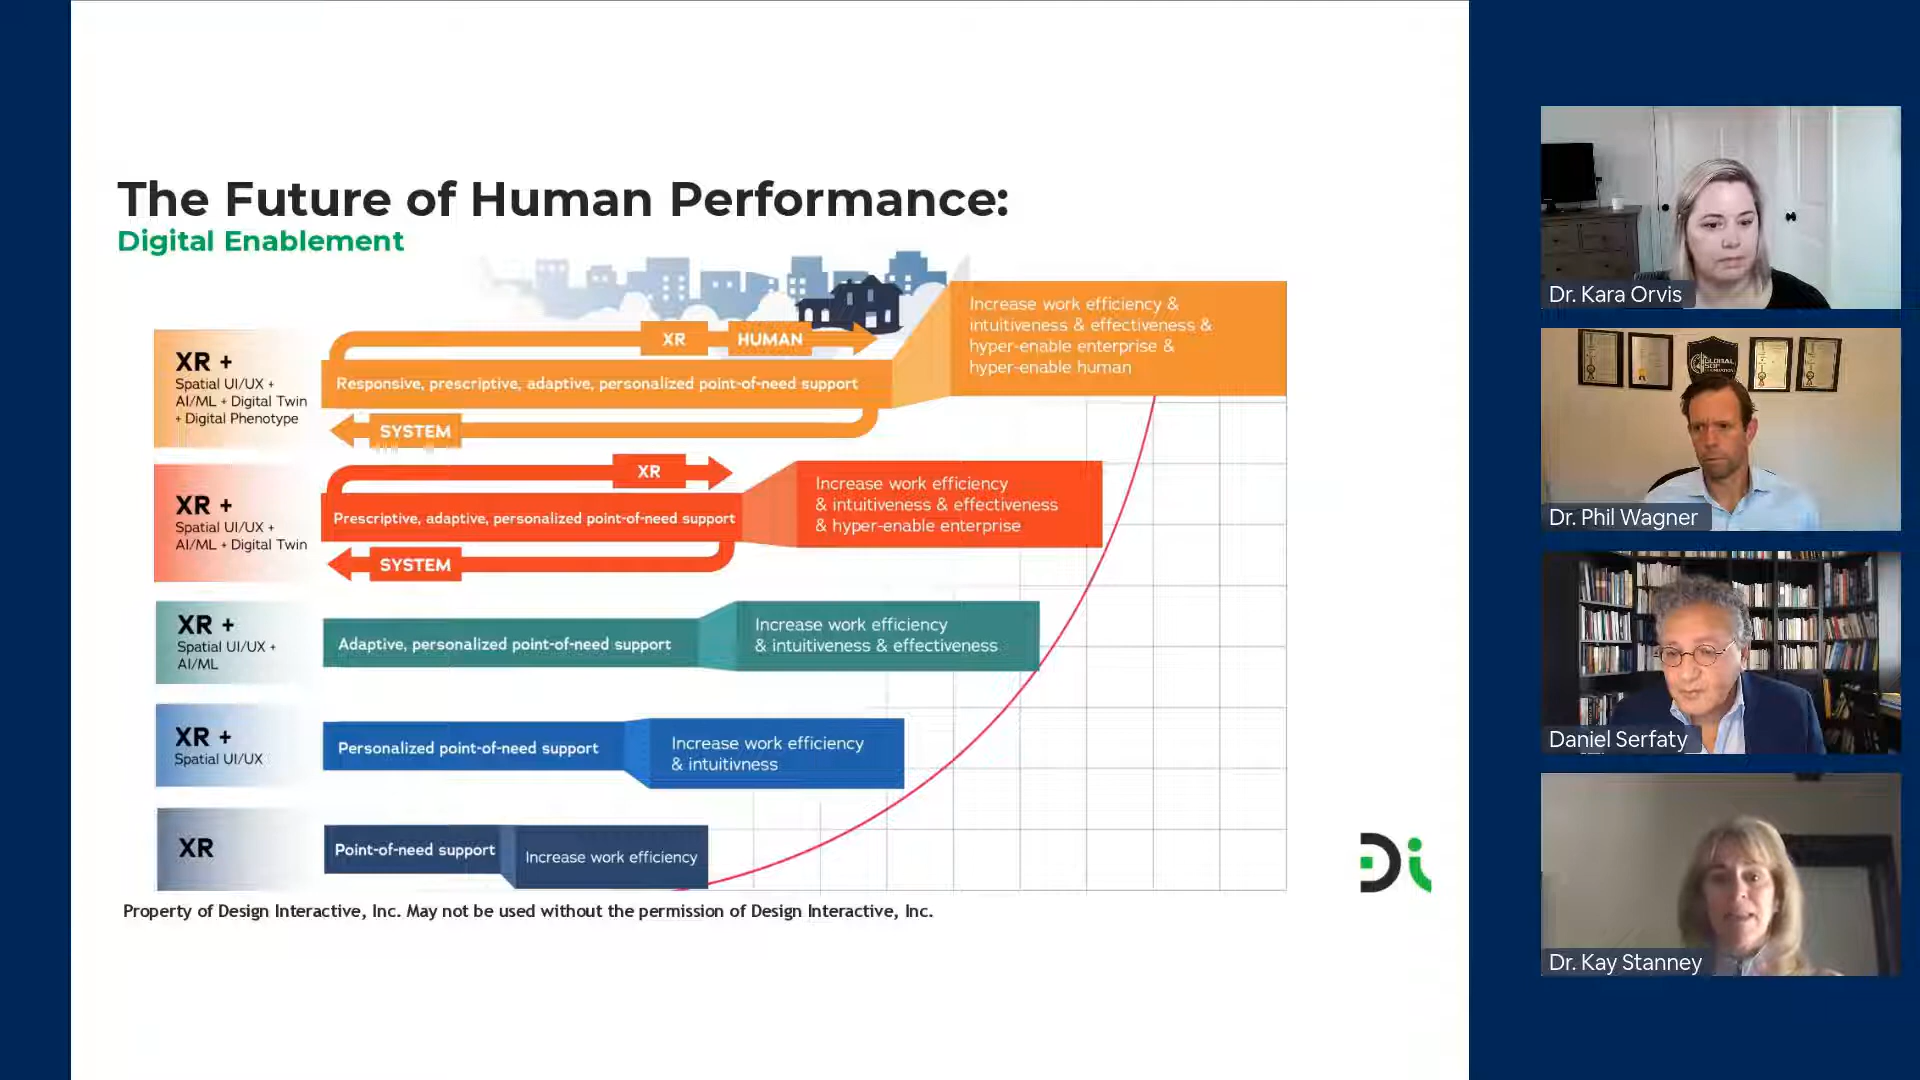 The Future of Human Performance:
Digital Enablement
XR +
Spatial UI/UX +
AI/ML + Digital Twin
+ Digital Phenotype
XR
HUMAN
Responsive, prescriptive, adaptive, personalized point-of-need support
SYSTEM
Increase work efficiency &
intuitiveness & effectiveness &
hyper-enable enterprise &
hyper-enable human
XR +
Spatial UI/UX +
AI/ML + Digital Twin
XR
Prescriptive, adaptive, personalized point-of-need support
SYSTEM
Increase work efficiency
& intuitiveness & effectiveness
& hyper-enable enterprise
XR +
Spatial UI/UX +
AI/ML
Adaptive, personalized point-of-need support
Increase work efficiency
& intuitiveness & effectiveness
XR +
Spatial UI/UX
Personalized point-of-need support
Increase work efficiency
& intuitivness
XR
Point-of-need support
Increase work efficiency
Property of Design Interactive, Inc. May not be used without the permission of Design Interactive, Inc.
Di
Dr. Kara Orvis
GLOBAL
Dr. Phil Wagner
Daniel Serfaty
Dr. Kay Stanney